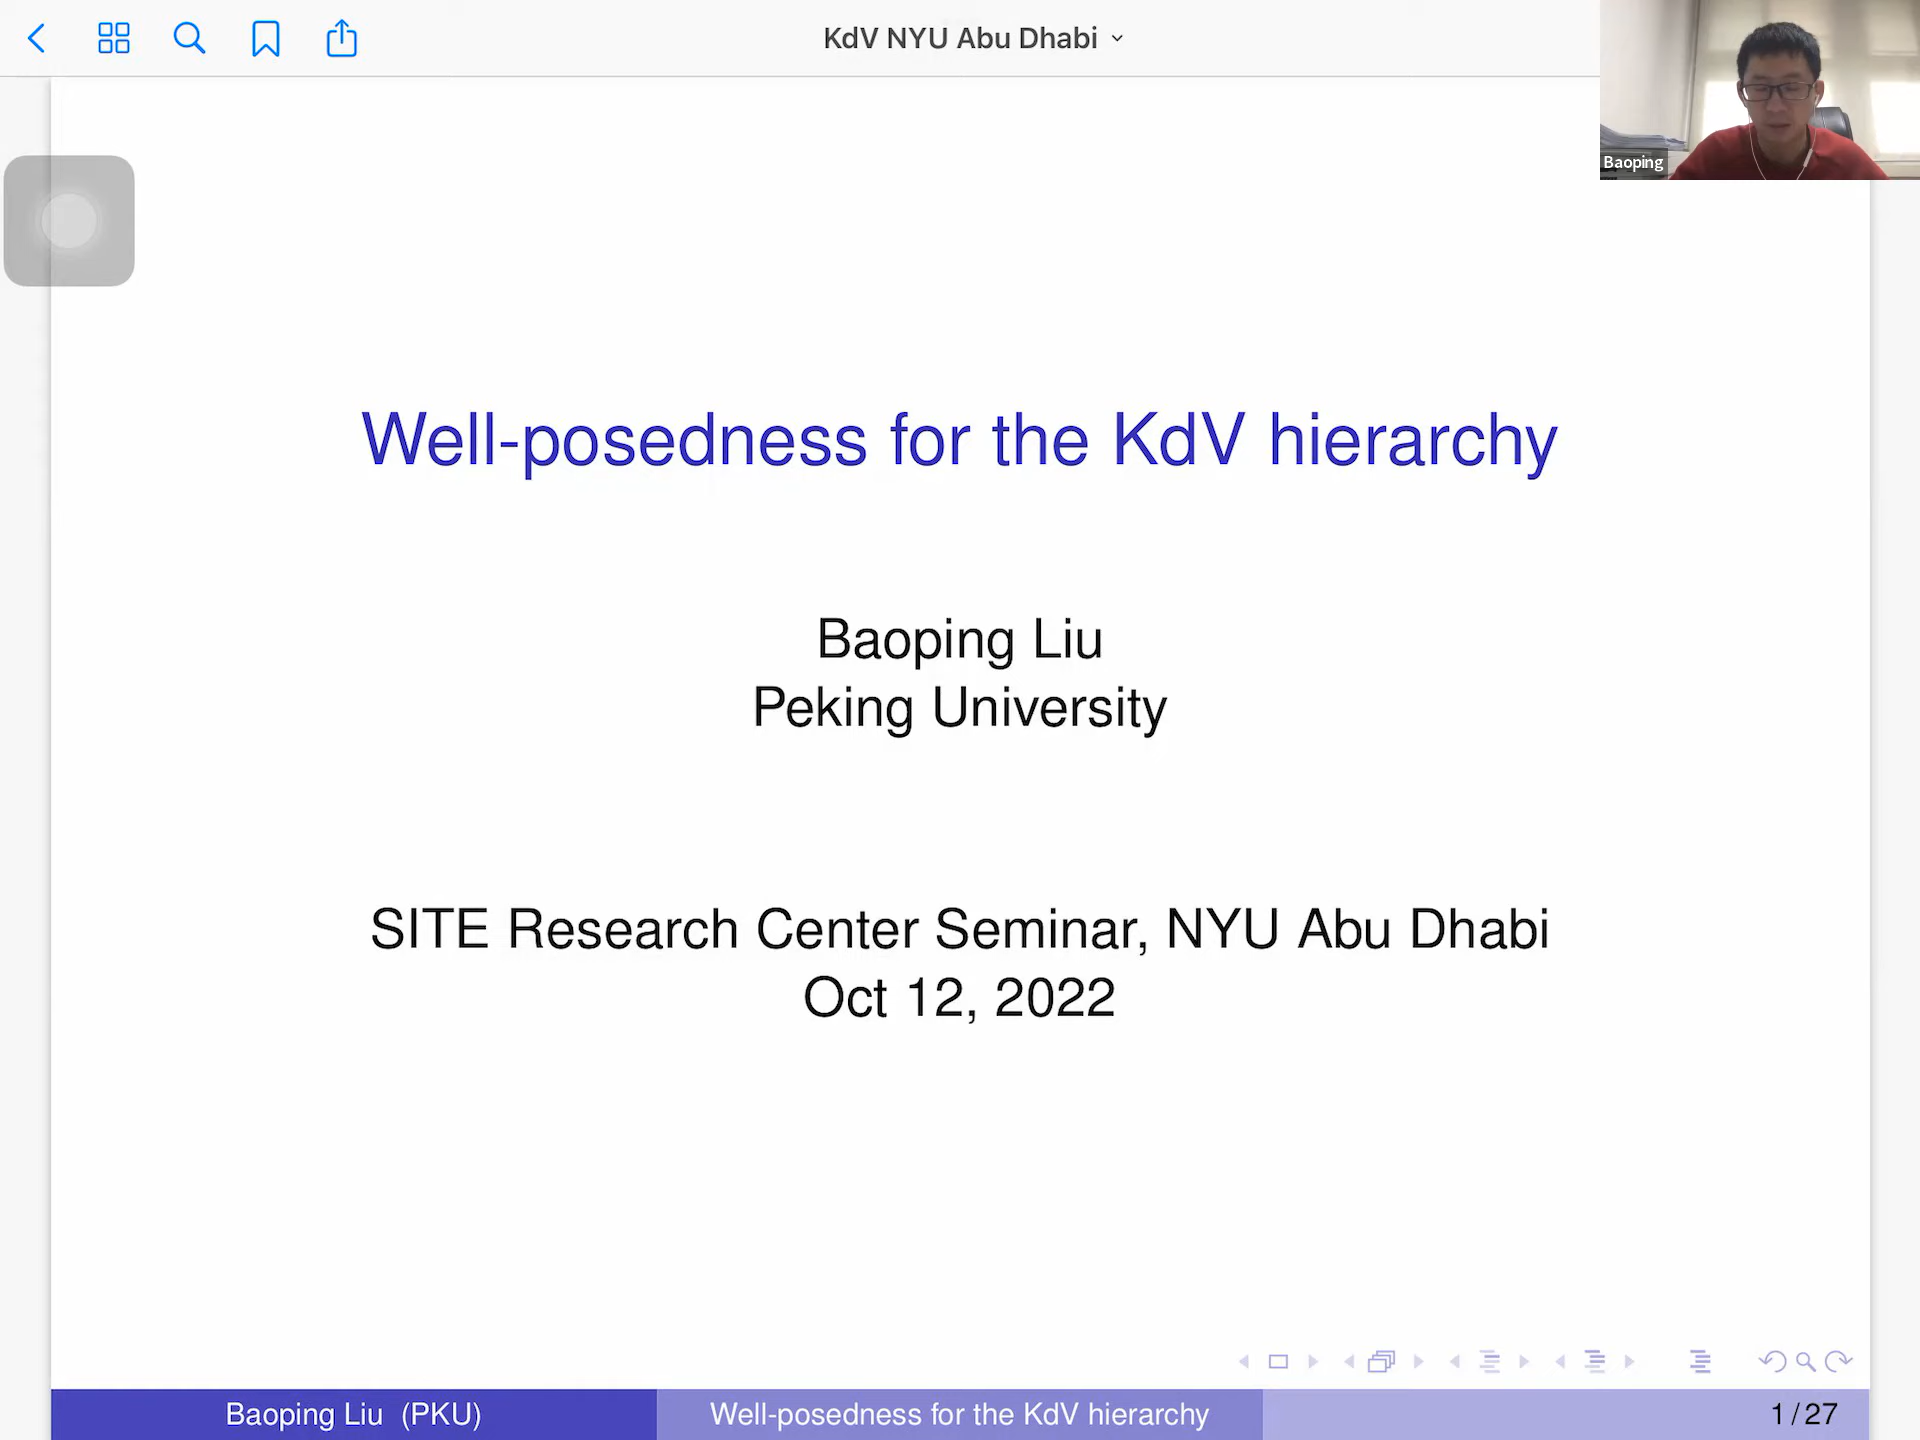 KdV NYU Abu Dhabi
Baoping
Well-posedness for the KdV hierarchy
Baoping Liu
Peking University
SITE Research Center Seminar, NYU Abu Dhabi
Oct 12, 2022
Baoping Liu (PKU)
Well-posedness for the KdV hierarchy
1 / 27